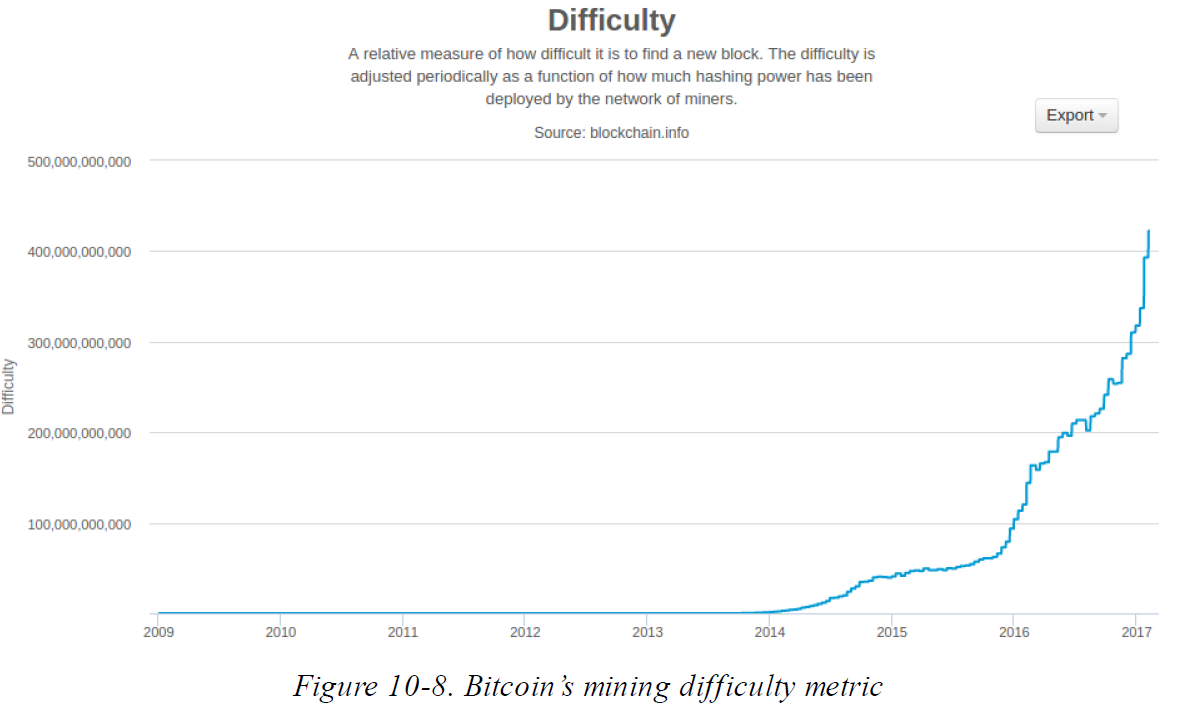 Difficulty
A relative measure of how difficult it is to find a new block. The difficulty is
adjusted periodically as a function of how much hashing power has been
deployed by the network of miners.
Source: blockchain.info
Export
500,000,000,000
400,000,000,000
300,000,000,000
200,000,000,000
100,000,000,000
Difficulty
2009 2010 2011 2012 2013 2014 2015 2016 2017
Figure 10-8. Bitcoin’s mining difficulty metric